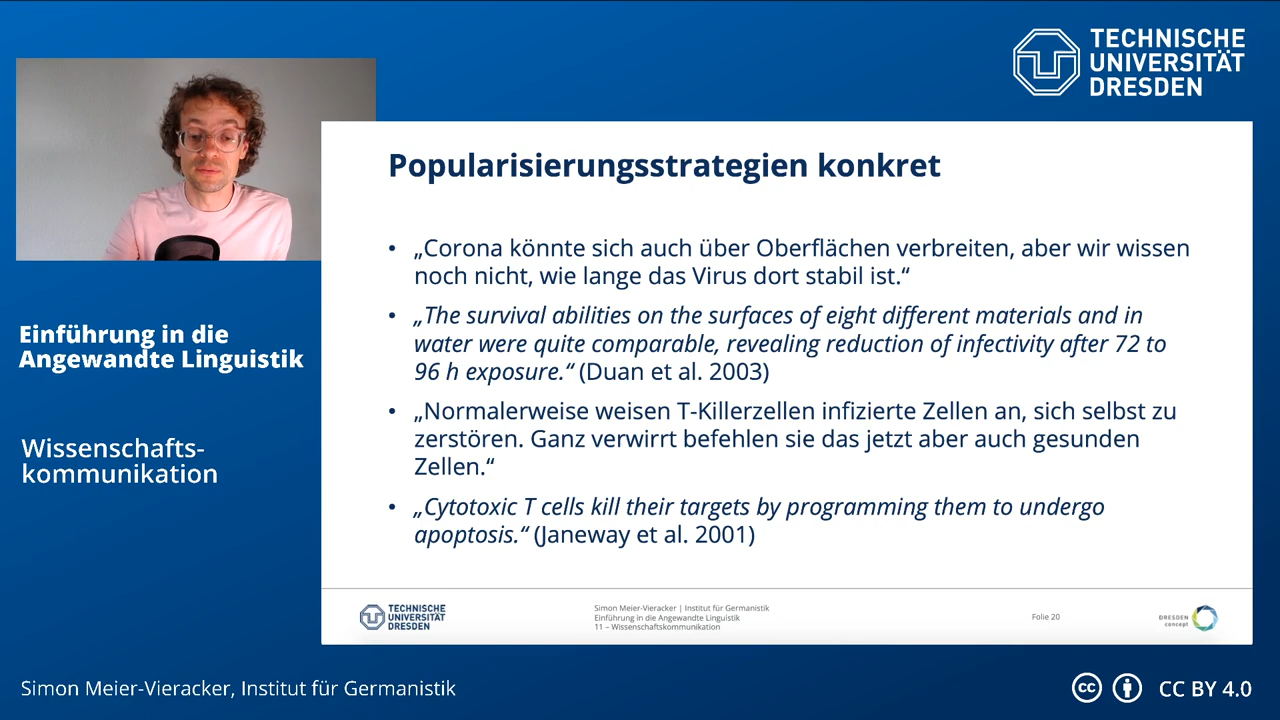 TECHNISCHE
UNIVERSITÄT
DRESDEN
Einführung in die
Angewandte Linguistik
Wissenschafts-
kommunikation
Popularisierungsstrategien konkret
• „Corona könnte sich auch über Oberflächen verbreiten, aber wir wissen
noch nicht, wie lange das Virus dort stabil ist.“
• „The survival abilities on the surfaces of eight different materials and in
water were quite comparable, revealing reduction of infectivity after 72 to
96 h exposure.“ (Duan et al. 2003)
• „Normalerweise weisen T-Killerzellen infizierte Zellen an, sich selbst zu
zerstören. Ganz verwirrt befehlen sie das jetzt aber auch gesunden
Zellen.“
• „Cytotoxic T cells kill their targets by programming them to undergo
apoptosis.“ (Janeway et al. 2001)
TECHNISCHE
UNIVERSITÄT
DRESDEN
Simon Meier-Vieracker | Institut für Germanistik
Einführung in die Angewandte Linguistik
11 – Wissenschaftskommunikation
Folie 20
DRESDEN
concept
Simon Meier-Vieracker, Institut für Germanistik
cc
CC BY 4.0